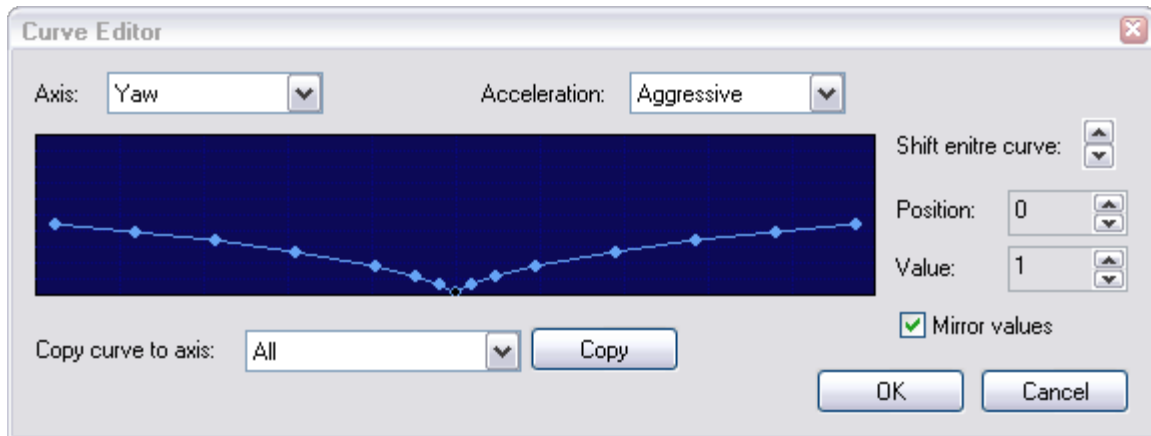 Curve Editor
Axis: Yaw Acceleration: Aggressive
Shift enitre curve:
Position: 0
Value: 1
Mirror values
Copy curve to axis: All Copy
OK Cancel